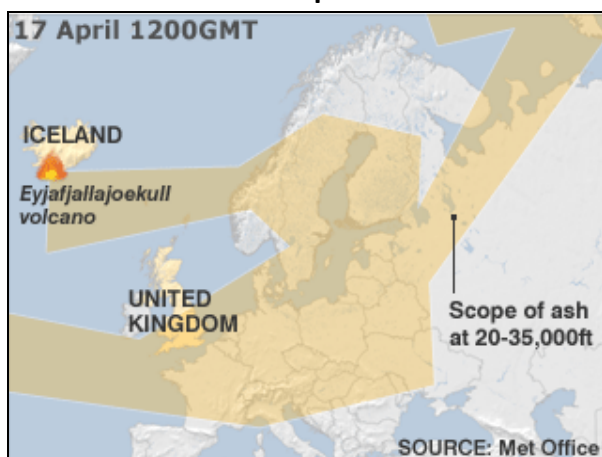 17 April 1200GMT
ICELAND
Eyjafjallajoekull
volcano
UNITED
KINGDOM
Scope of ash
at 20-35,000ft
SOURCE: Met Office